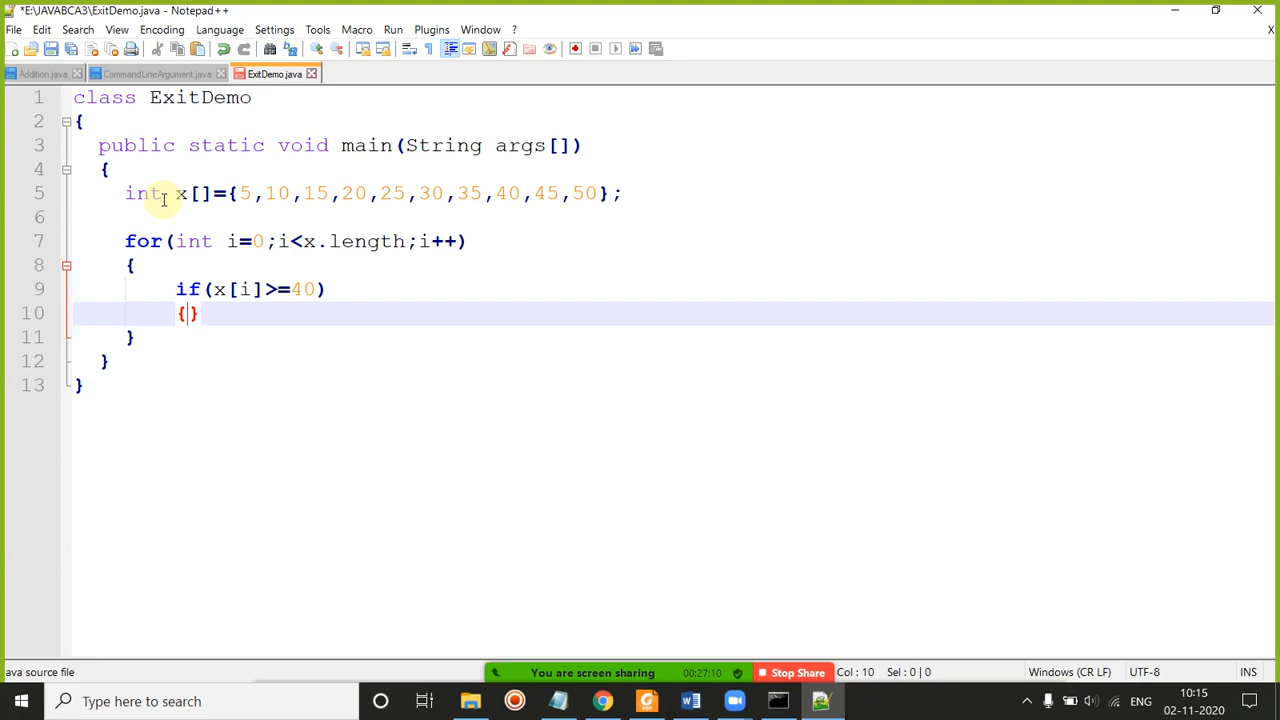 *E:\JAVABCA3\ExitDemo.java - Notepad++
File Edit Search View Encoding Language Settings Tools Macro Run Plugins Window ? X
Addition.java CommandLineArgument.java ExitDemo.java
1 class ExitDemo
2 {
3 public static void main(String args[])
4 {
5 int x[]={5,10,15,20,25,30,35,40,45,50};
6
7 for(int i=0;i<x.length;i++)
8 {
9 if(x[i]>=40)
10 {}
11 }
12 }
13 }
ava source file You are screen sharing 00:27:10 Stop Share Col : 10 Sel : 0 | 0 Windows (CR LF) UTF-8 INS
Type here to search ENG 10:15
02-11-2020